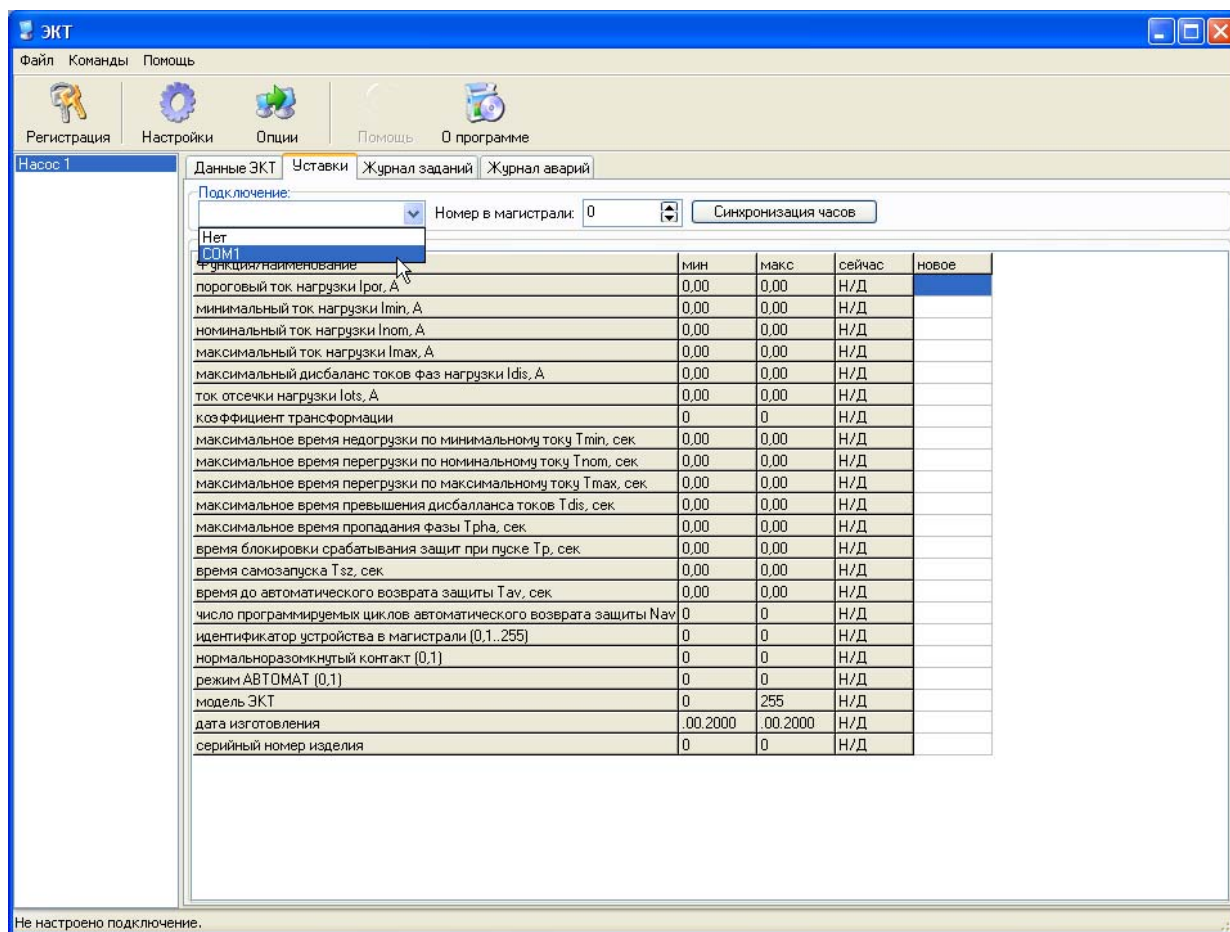 ЭКТ
Файл Команды Помощь
Регистрация Настройки Опции Помощь О программе
Насос 1
Данные ЭКТ Уставки Журнал заданий Журнал аварий
Подключение:
Номер в магистрали: 0 Синхронизация часов
Нет
COM1
Функция/наименование мин макс сейчас новое
пороговый ток нагрузки Ipor, А 0,00 0,00 Н/Д
минимальный ток нагрузки Imin, А 0,00 0,00 Н/Д
номинальный ток нагрузки Inom, А 0,00 0,00 Н/Д
максимальный ток нагрузки Imax, А 0,00 0,00 Н/Д
максимальный дисбаланс токов фаз нагрузки Idis, А 0,00 0,00 Н/Д
ток отсечки нагрузки Iots, А 0,00 0,00 Н/Д
коэффициент трансформации 0 0 Н/Д
максимальное время недогрузки по минимальному току Tmin, сек 0,00 0,00 Н/Д
максимальное время перегрузки по номинальному току Tnom, сек 0,00 0,00 Н/Д
максимальное время перегрузки по максимальному току Tmax, сек 0,00 0,00 Н/Д
максимальное время превышения дисбалланса токов Tdis, сек 0,00 0,00 Н/Д
максимальное время пропадания фазы Tpha, сек 0,00 0,00 Н/Д
время блокировки срабатывания защит при пуске Tp, сек 0,00 0,00 Н/Д
время самозапуска Tsz, сек 0,00 0,00 Н/Д
время до автоматического возврата защиты Tav, сек 0,00 0,00 Н/Д
число программируемых циклов автоматического возврата защиты Nav 0 0 Н/Д
идентификатор устройства в магистрали (0,1..255) 0 0 Н/Д
нормальноразомкнутый контакт (0,1) 0 0 Н/Д
режим АВТОМАТ (0,1) 0 0 Н/Д
модель ЭКТ 0 255 Н/Д
дата изготовления .00.2000 .00.2000 Н/Д
серийный номер изделия 0 0 Н/Д
Не настроено подключение.